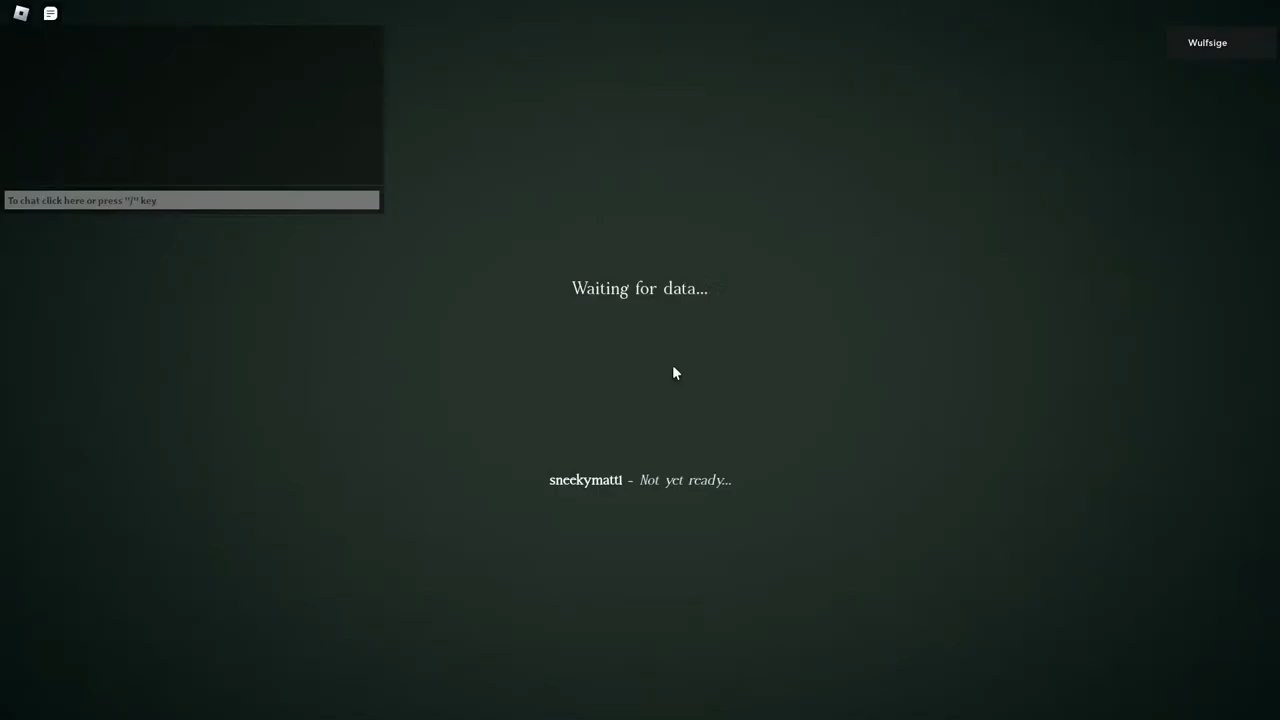 Wulfsige
To chat click here or press "/" key
Waiting for data...
sneekymatt1 - Not yet ready...